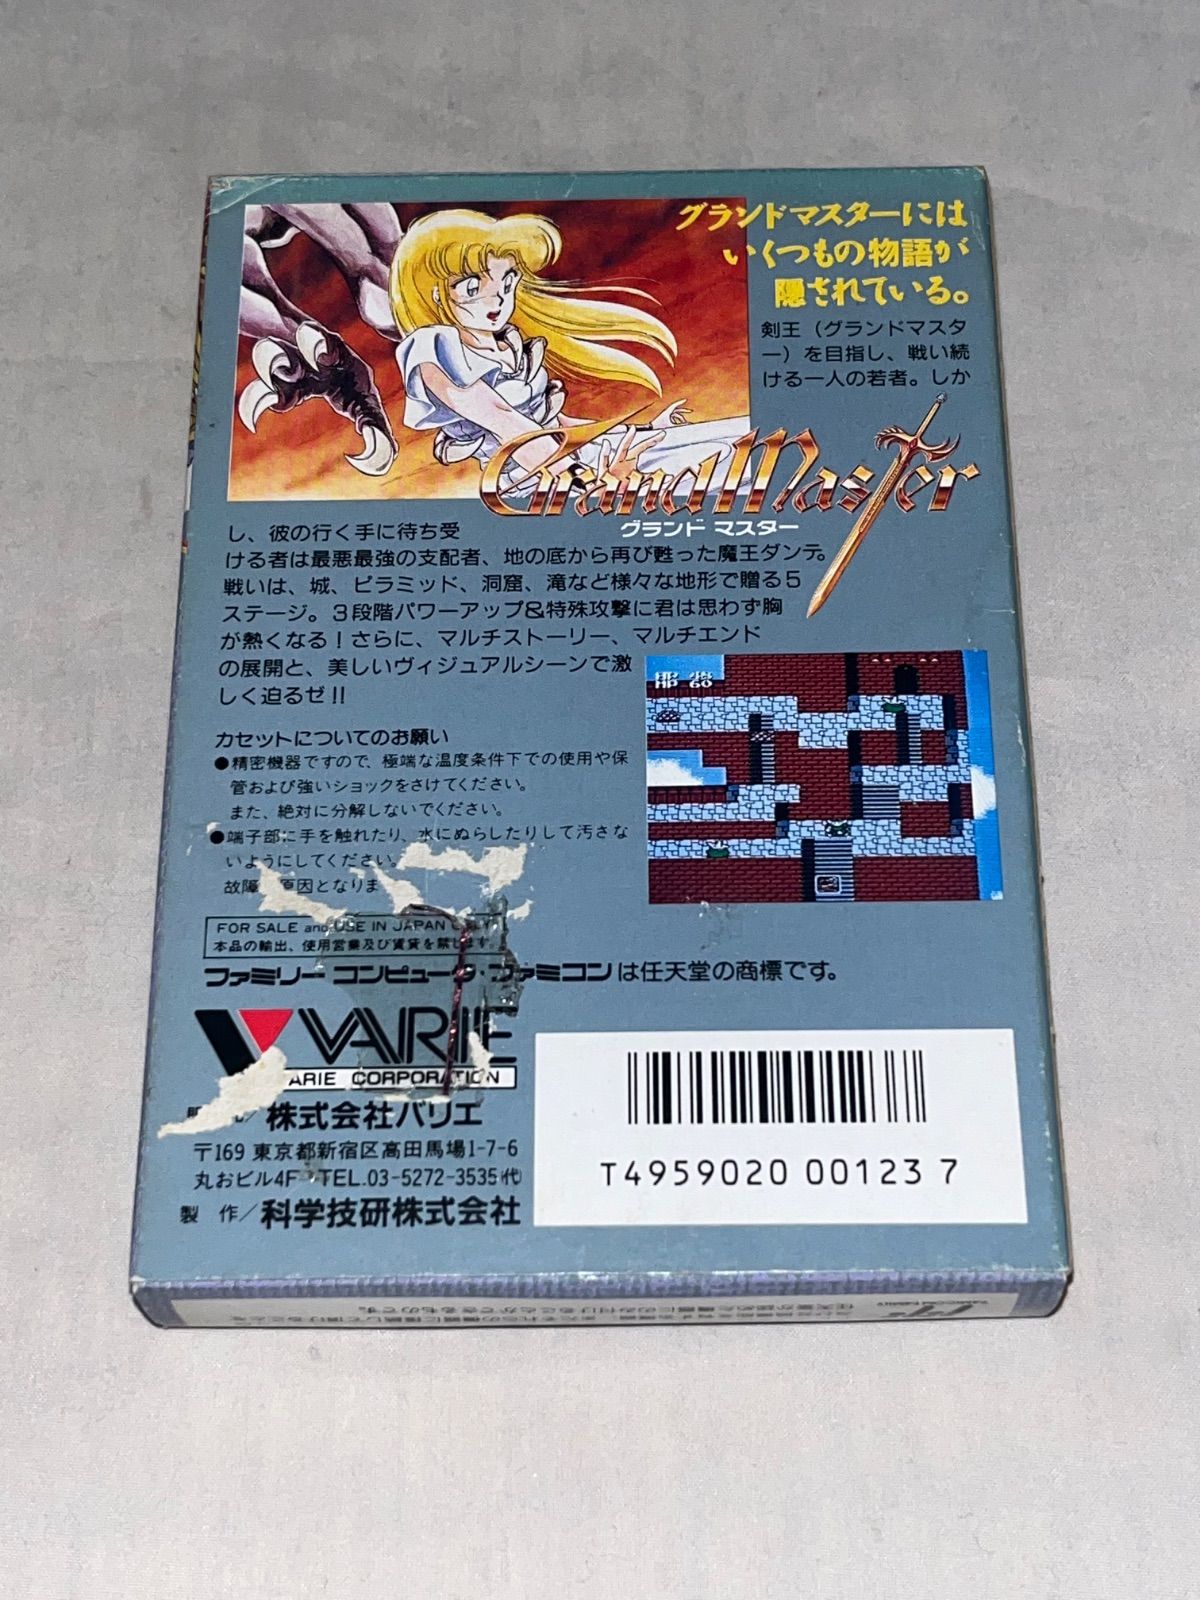 グランドマスターには
いくつもの物語が
隠されている。
剣王（グランドマスタ
ー）を目指し、戦い続
ける一人の若者。しか
Grand Master
グランド マスター
し、彼の行く手に待ち受
ける者は最悪最強の支配者、地の底から再び甦った魔王ダンテ。
戦いは、城、ピラミッド、洞窟、滝など様々な地形で贈る5
ステージ。3段階パワーアップ&特殊攻撃に君は思わず胸
が熱くなる！さらに、マルチストーリー、マルチエンド
の展開と、美しいヴィジュアルシーンで激
しく迫るゼ!!
HP
60
カセットについてのお願い
●精密機器ですので、極端な温度条件下での使用や保
管および強いショックをさけてください。
また、絶対に分解しないでください。
●端子部に手を触れたり、水にぬらしたりして汚さな
いようにしてください。
故障 原因となりま
FOR SALE and USE IN JAPAN ONLY
本品の輸出、使用営業及び賃貸を禁じます。
ファミリーコンピュータ・ファミコンは任天堂の商標です。
VARIE
ARIE CORPORATION
株式会社バリエ
〒169 東京都新宿区高田馬場1-7-6
丸おビル4F TEL.03-5272-3535(代)
製 作／科学技研株式会社
T4959020 00123 7